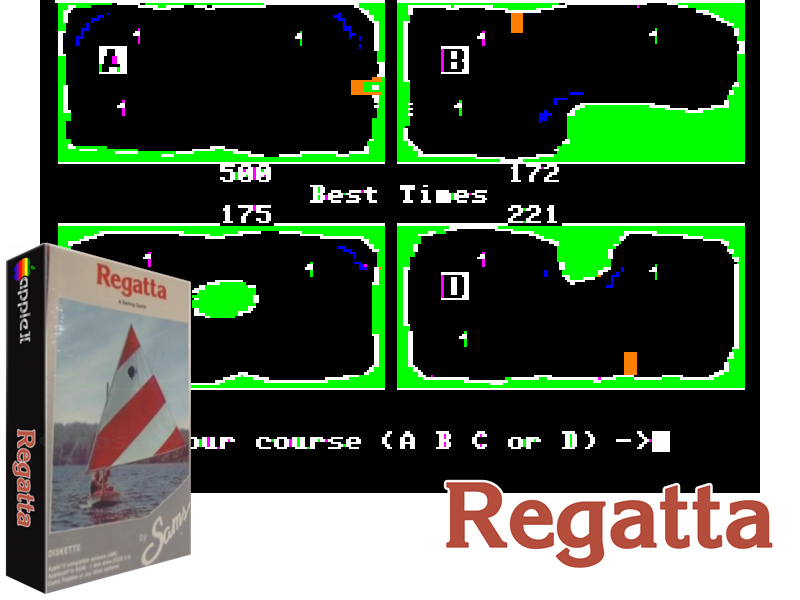 A
B
500
172
Best Times
175
221
D
our course (A B C or D) ->
apple II
Regatta
Regatta
A Sailing Game
by Sams
DISKETTE
Regatta